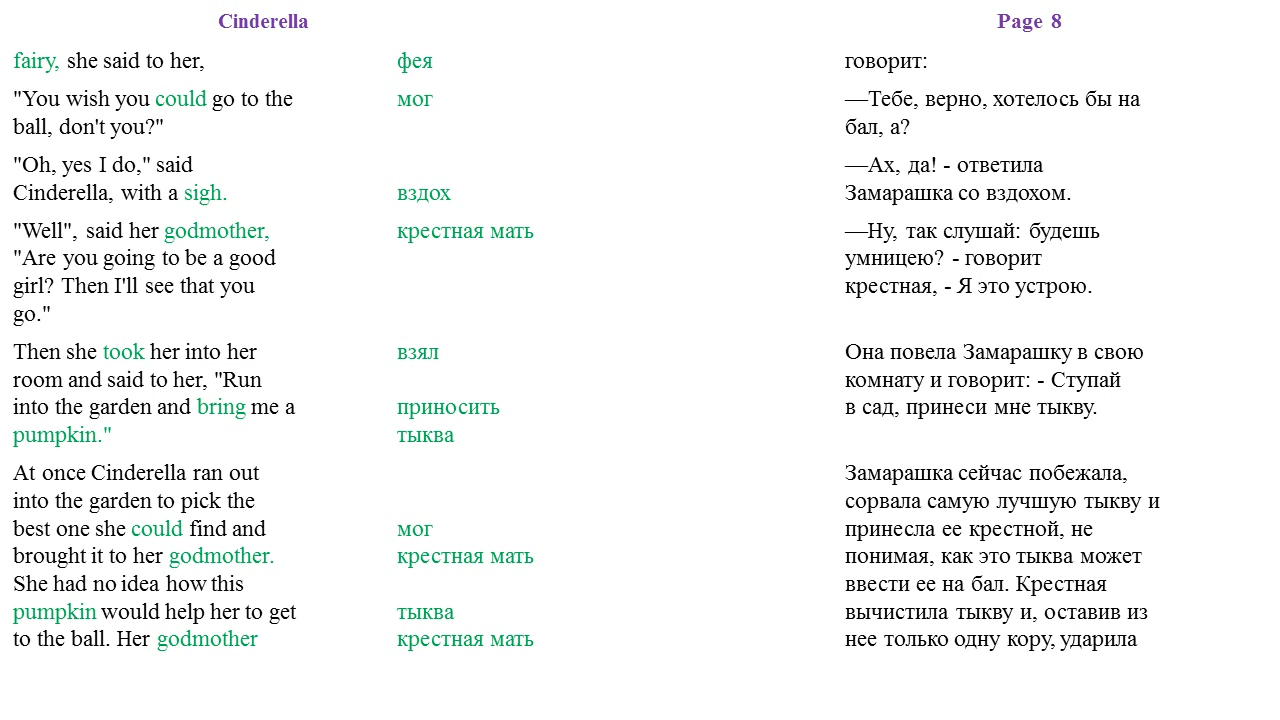 Cinderella
Page 8
fairy, she said to her,
фея
говорит:
"You wish you could go to the
ball, don't you?"
мог
—Тебе, верно, хотелось бы на
бал, а?
"Oh, yes I do," said
Cinderella, with a sigh.
вздох
—Ах, да! - ответила
Замарашка со вздохом.
"Well", said her godmother,
"Are you going to be a good
girl? Then I'll see that you
go."
крестная мать
—Ну, так слушай: будешь
умницею? - говорит
крестная, - Я это устрою.
Then she took her into her
room and said to her, "Run
into the garden and bring me a
pumpkin."
взял
приносить
тыква
Она повела Замарашку в свою
комнату и говорит: - Ступай
в сад, принеси мне тыкву.
At once Cinderella ran out
into the garden to pick the
best one she could find and
brought it to her godmother.
She had no idea how this
pumpkin would help her to get
to the ball. Her godmother
мог
крестная мать
тыква
крестная мать
Замарашка сейчас побежала,
сорвала самую лучшую тыкву и
принесла ее крестной, не
понимая, как это тыква может
ввести ее на бал. Крестная
вычистила тыкву и, оставив из
нее только одну кору, ударила